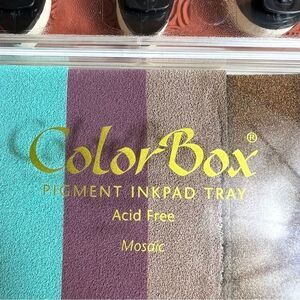 ColorBox®
PIGMENT INKPAD TRAY
Acid Free
Mosaic